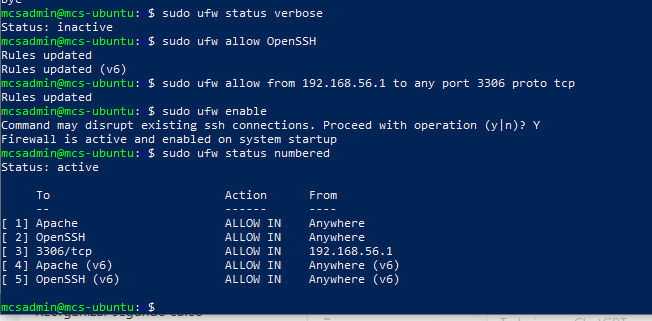 Bye
mcsadmin@mcs-ubuntu: $ sudo ufw status verbose
Status: inactive
mcsadmin@mcs-ubuntu: $ sudo ufw allow OpenSSH
Rules updated
Rules updated (v6)
mcsadmin@mcs-ubuntu: $ sudo ufw allow from 192.168.56.1 to any port 3306 proto tcp
Rules updated
mcsadmin@mcs-ubuntu: $ sudo ufw enable
Command may disrupt existing ssh connections. Proceed with operation (y|n)? Y
Firewall is active and enabled on system startup
mcsadmin@mcs-ubuntu: $ sudo ufw status numbered
Status: active
To Action From
-- ------ ----
[ 1] Apache ALLOW IN Anywhere
[ 2] OpenSSH ALLOW IN Anywhere
[ 3] 3306/tcp ALLOW IN 192.168.56.1
[ 4] Apache (v6) ALLOW IN Anywhere (v6)
[ 5] OpenSSH (v6) ALLOW IN Anywhere (v6)
mcsadmin@mcs-ubuntu: $